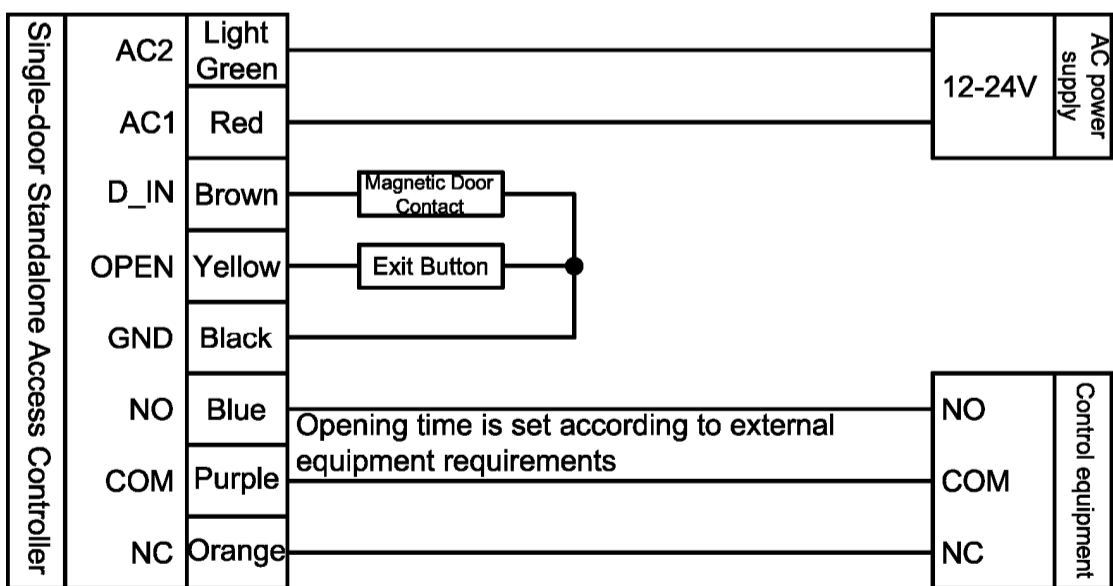 Single-door Standalone Access Controller
AC2
Light
Green
AC1
Red
D_IN
Brown
OPEN
Yellow
GND
Black
NO
Blue
COM
Purple
NC
Orange
Magnetic Door
Contact
Exit Button
12-24V
AC power
supply
Opening time is set according to external
equipment requirements
NO
COM
NC
Control equipment